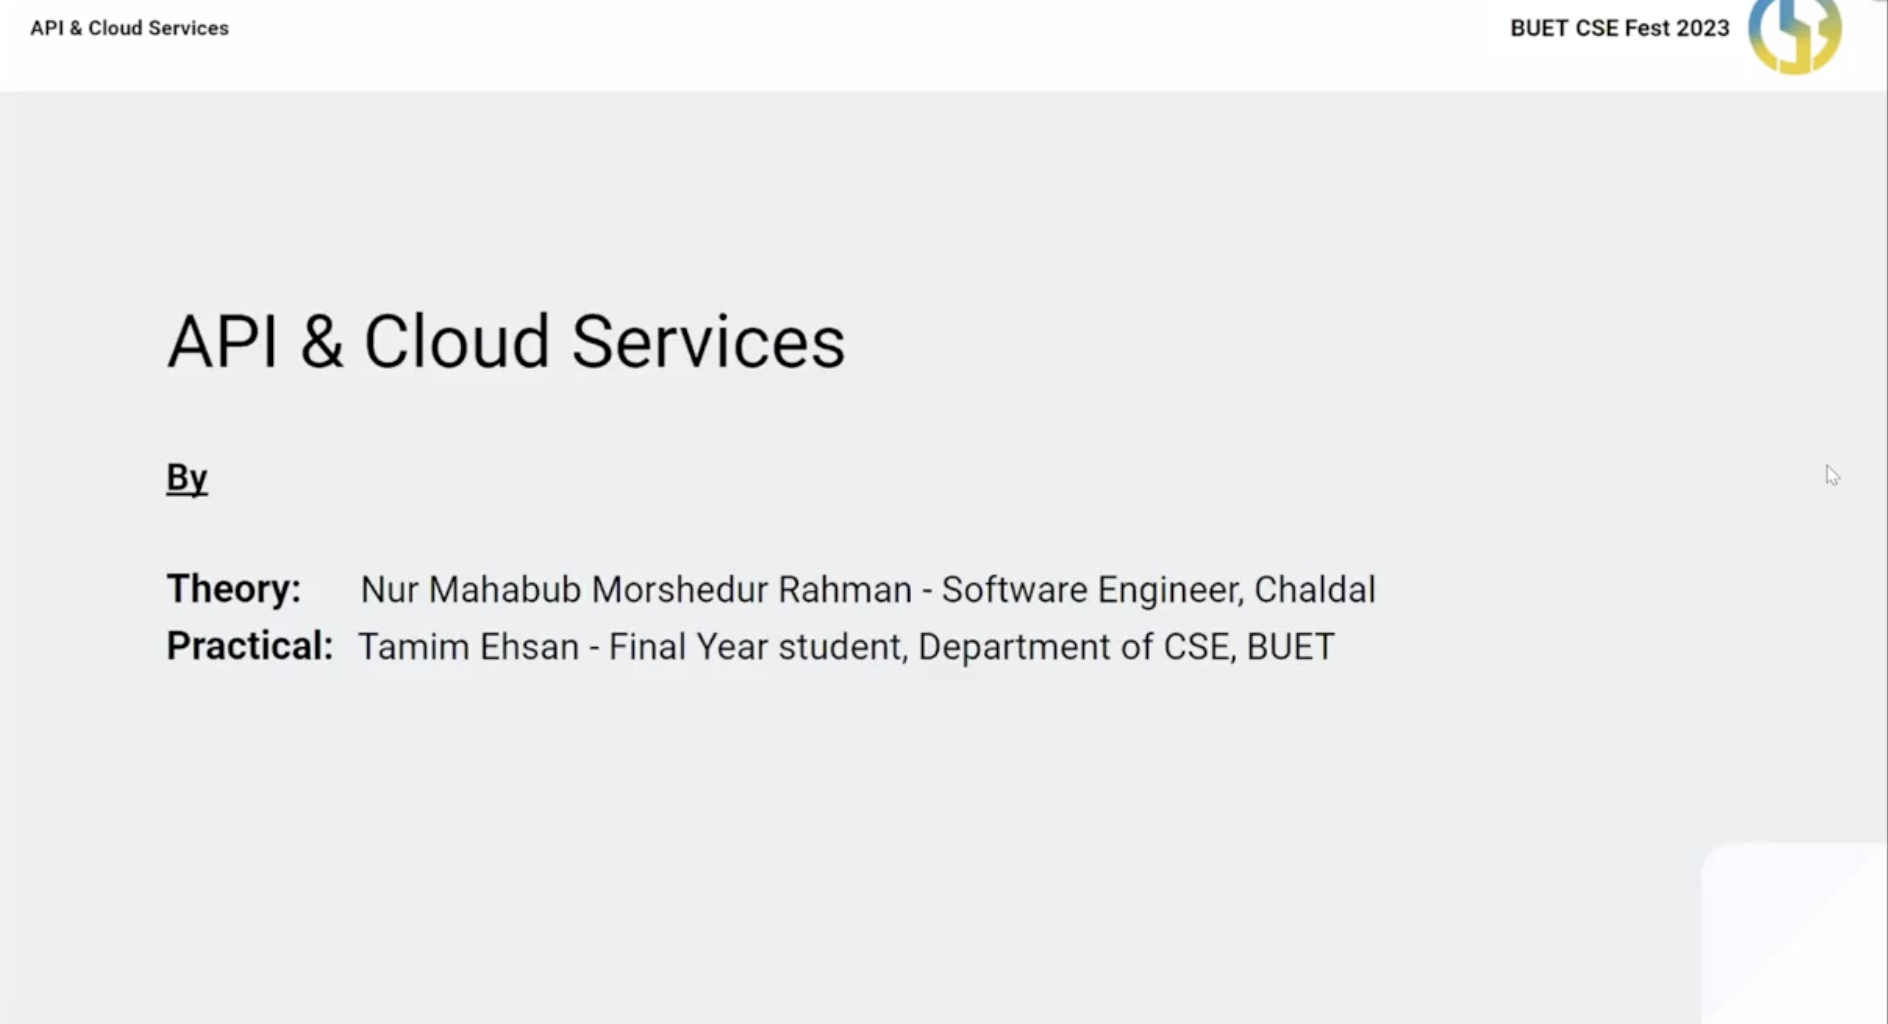 API & Cloud Services
BUET CSE Fest 2023
API & Cloud Services
By
Theory: Nur Mahabub Morshedur Rahman - Software Engineer, Chaldal
Practical: Tamim Ehsan - Final Year student, Department of CSE, BUET